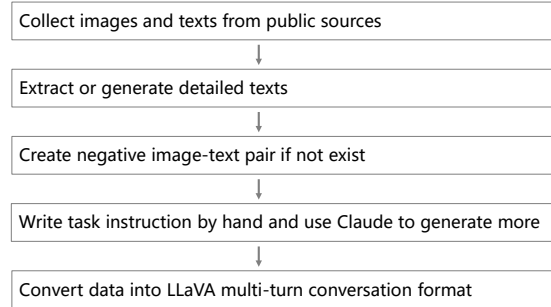 Collect images and texts from public sources
Extract or generate detailed texts
Create negative image-text pair if not exist
Write task instruction by hand and use Claude to generate more
Convert data into LLaVA multi-turn conversation format